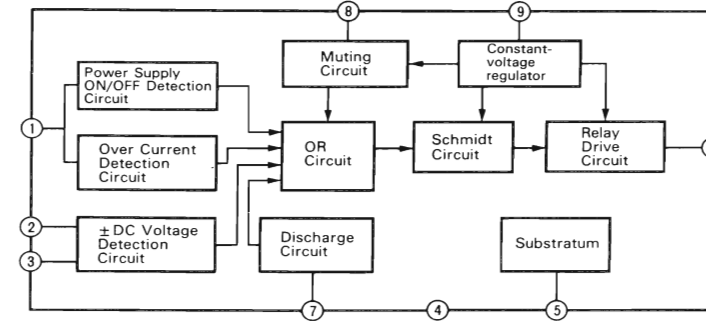 8
9
Muting
Circuit
Constant-
voltage
regulator
Power Supply
ON/OFF Detection
Circuit
1
Over Current
Detection
Circuit
OR
Circuit
Schmidt
Circuit
Relay
Drive
Circuit
2
3
± DC Voltage
Detection
Circuit
Discharge
Circuit
Substratum
7
4
5